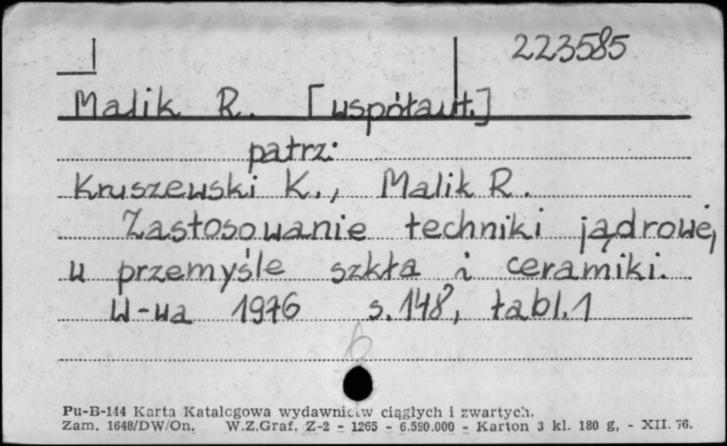 223585
Malik R. [współaut.]
patrz:
Kruszewski K., Malik R.
Zastosowanie techniki jądrowej
w przemyśle szkła i ceramiki.
W-wa 1976 s. 148, tabl. 1
b
Pu-B-144 Karta Katalogowa wydawnictw ciągłych i zwartych.
Zam. 1648/DW/On. W.Z.Graf. Z-2 - 1265 - 6.590.000 - Karton 3 kl. 180 g, - XII. 76.